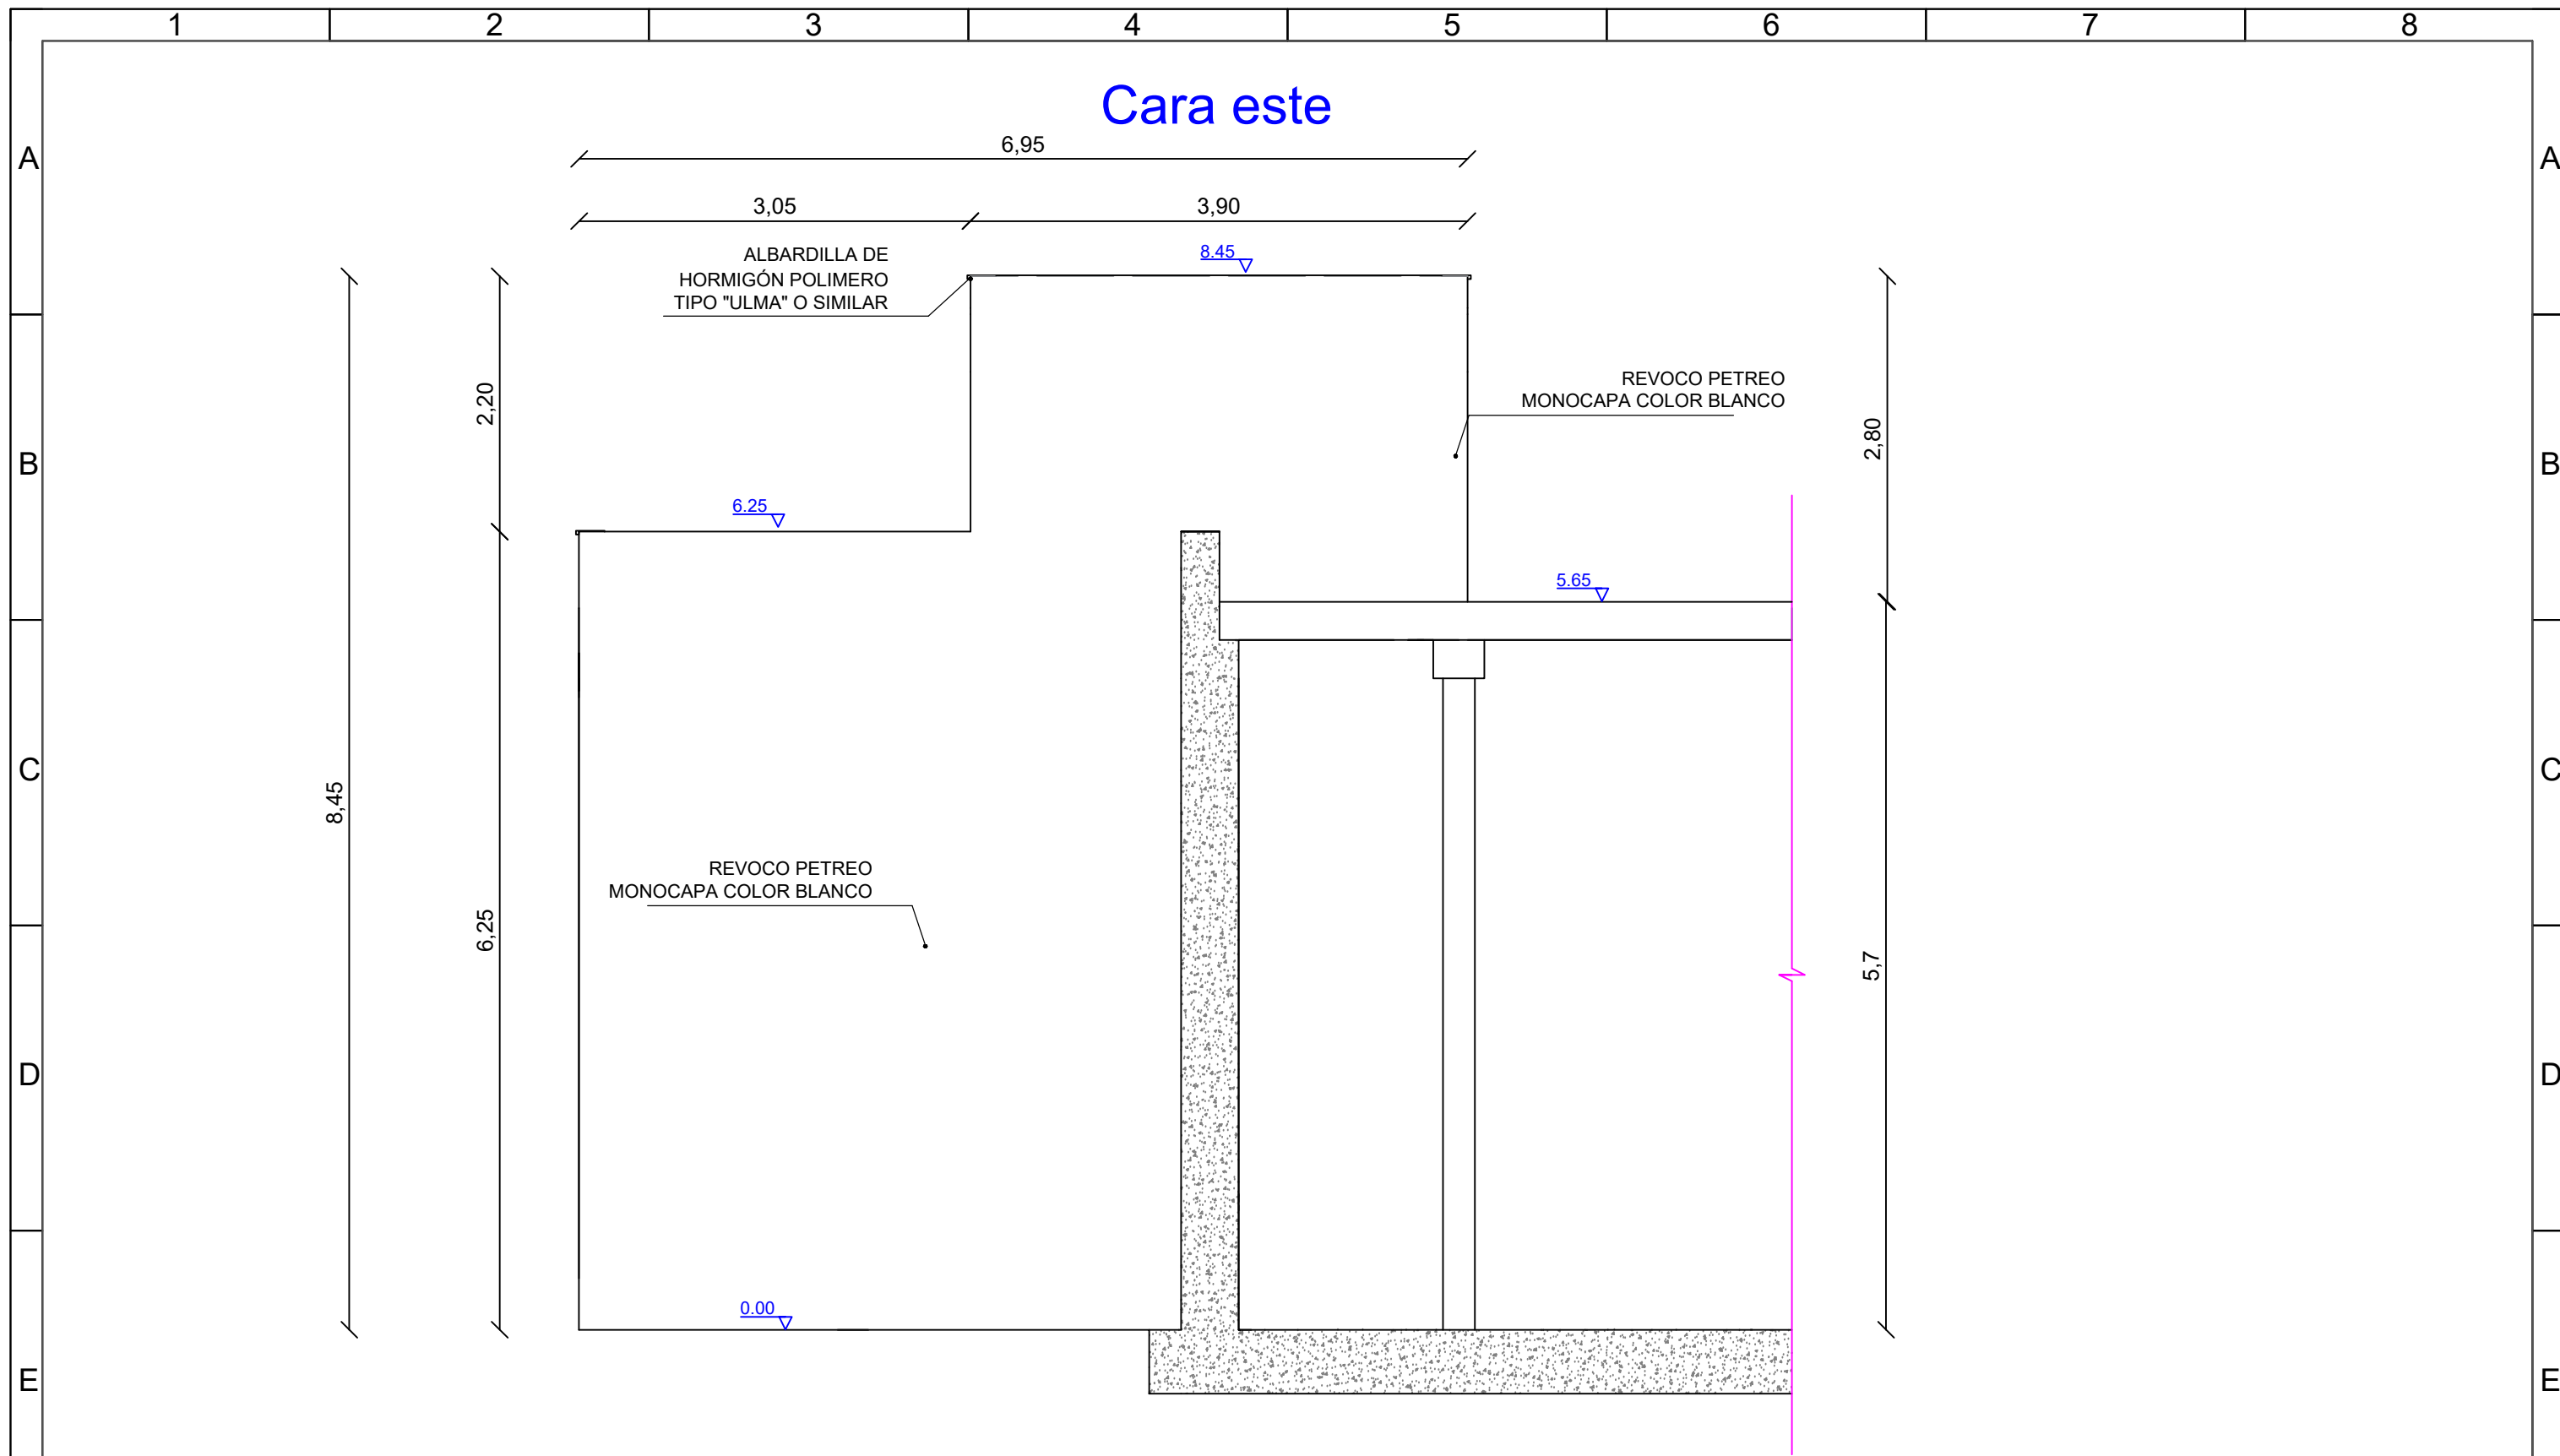 1 2 3 4 5 6 7 8
Cara este
A A
6,95
3,05 3,90
ALBARDILLA DE
HORMIGÓN POLIMERO
TIPO "ULMA" O SIMILAR
8.45
REVOCO PETREO
MONOCAPA COLOR BLANCO
2,20
2,80
B B
6.25
5.65
C C
8,45
REVOCO PETREO
MONOCAPA COLOR BLANCO
6,25
5,7
D D
0.00
E E